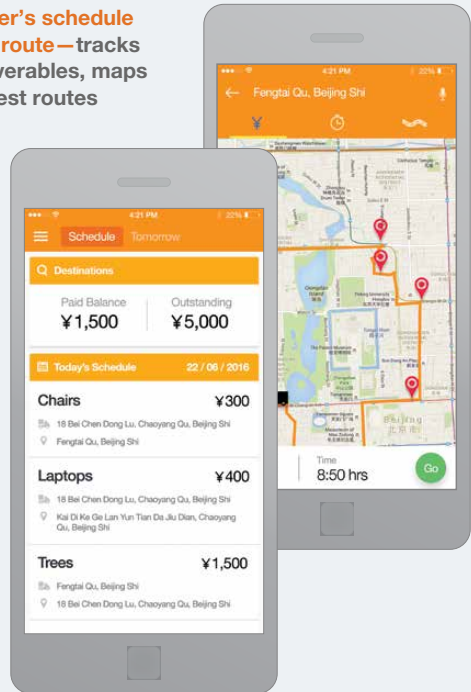 er's schedule
route—tracks
verables, maps
est routes
4:21 PM
22%
Fengtai Qu, Beijing Shi
¥
Beijing
北京市
Time
8:50 hrs
Go
4:21 PM
22%
Schedule Tomorrow
Destinations
Paid Balance Outstanding
¥1,500 ¥5,000
Today's Schedule 22 / 06 / 2016
Chairs ¥300
18 Bei Chen Dong Lu, Chaoyang Qu, Beijing Shi
Fengtai Qu, Beijing Shi
Laptops ¥400
18 Bei Chen Dong Lu, Chaoyang Qu, Beijing Shi
Kai Di Ke Ge Lan Yun Tian Da Jiu Dian, Chaoyang
Qu, Beijing Shi
Trees ¥1,500
Fengtai Qu, Beijing Shi
18 Bei Chen Dong Lu, Chaoyang Qu, Beijing Shi